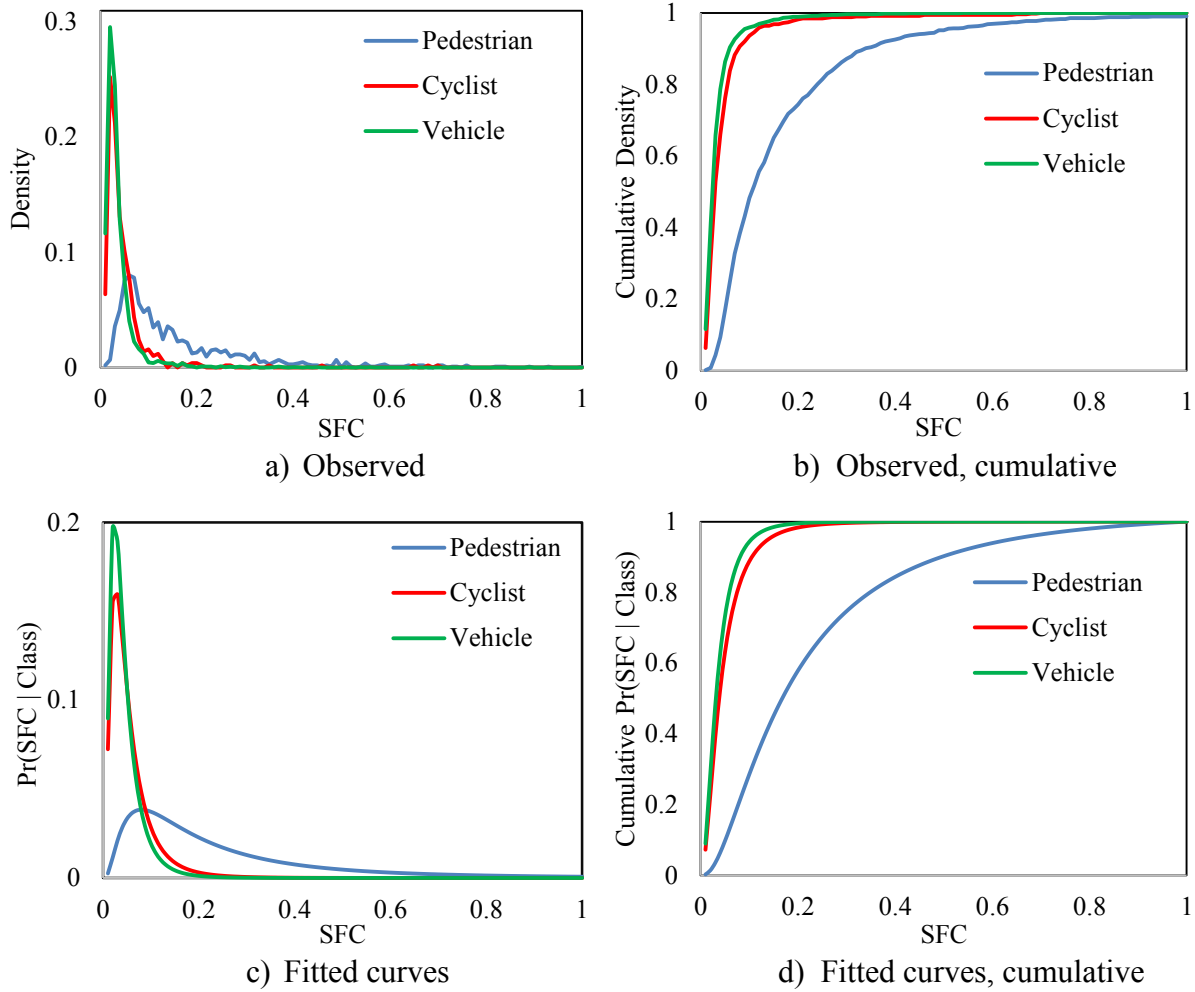 0.3
0.2
0.1
0
Density
Pedestrian
Cyclist
Vehicle
0 0.2 0.4 0.6 0.8 1
SFC
a) Observed
1
0.8
0.6
0.4
0.2
0
Cumulative Density
Pedestrian
Cyclist
Vehicle
0 0.2 0.4 0.6 0.8 1
SFC
b) Observed, cumulative
0.2
0.1
0
Pr(SFC | Class)
Pedestrian
Cyclist
Vehicle
0 0.2 0.4 0.6 0.8 1
SFC
c) Fitted curves
1
0.8
0.6
0.4
0.2
0
Cumulative Pr(SFC | Class)
Pedestrian
Cyclist
Vehicle
0 0.2 0.4 0.6 0.8 1
SFC
d) Fitted curves, cumulative